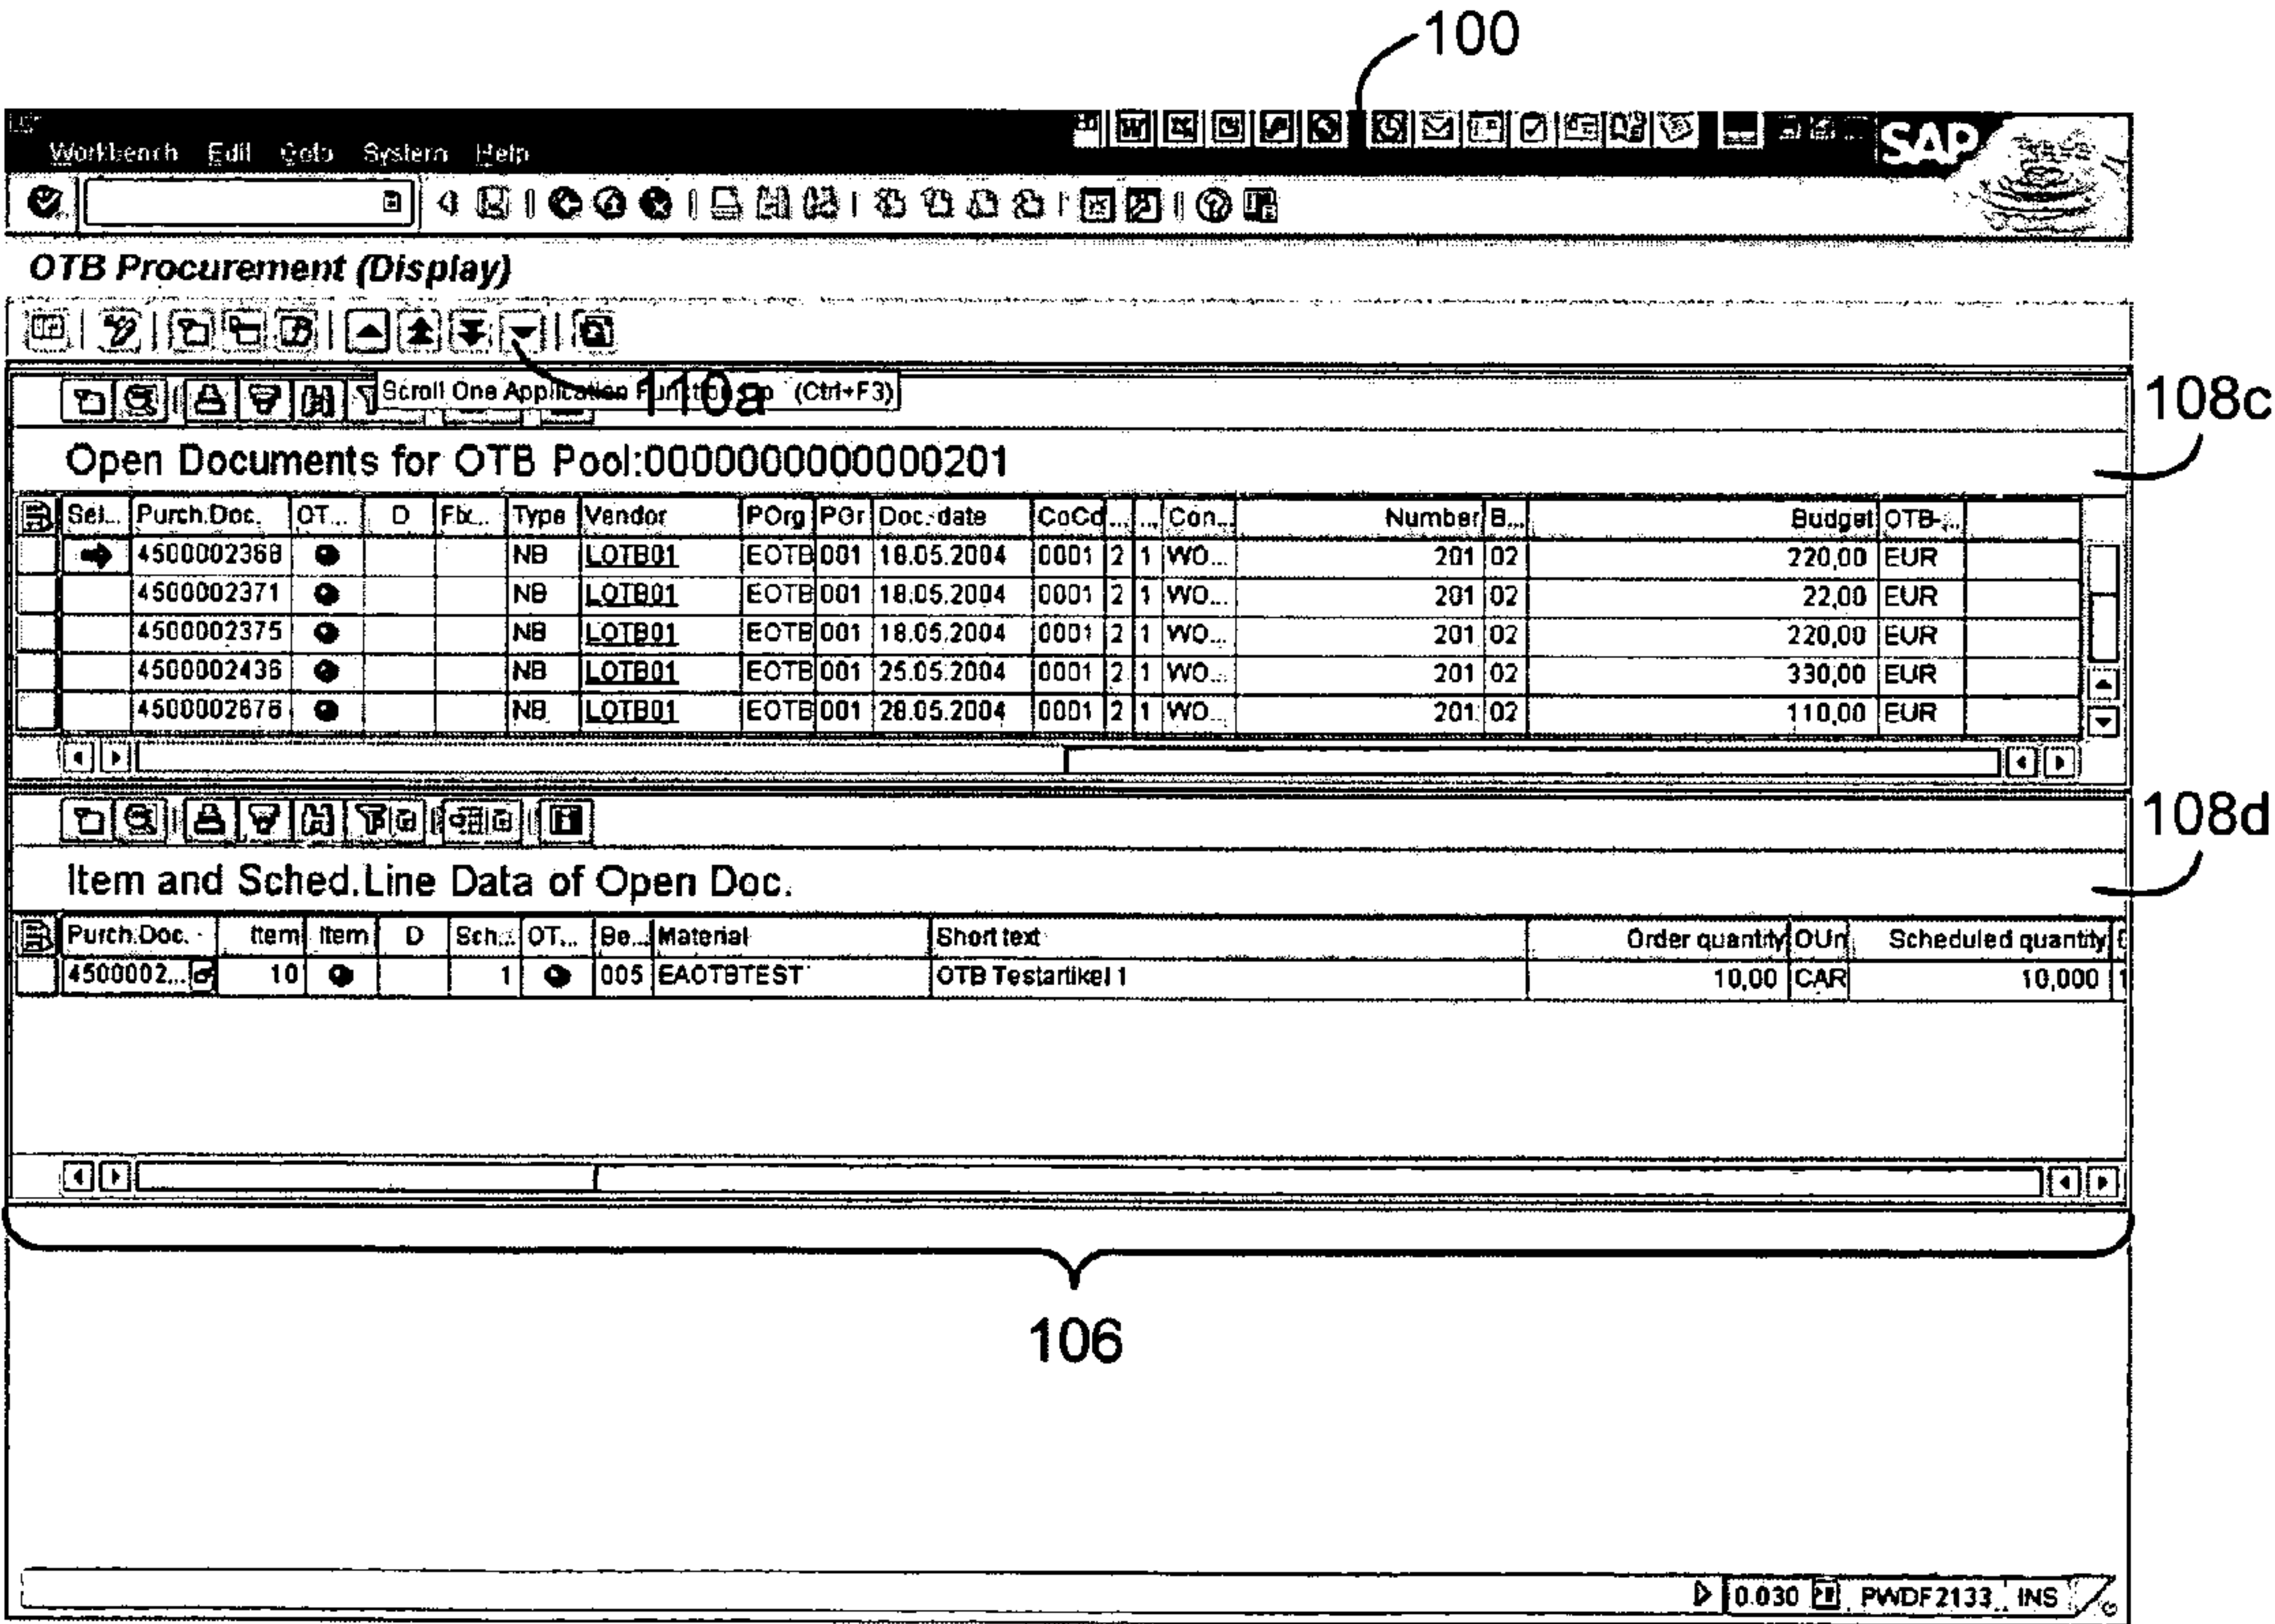 100
SAP
Workbench Edit Goto System Help
OTB Procurement (Display)
Scroll One Application Function Up (Ctrl+F3)
110a
108c
Open Documents for OTB Pool:0000000000000201
Sel... Purch.Doc. OT... D Fix... Type Vendor POrg PGr Doc. date CoCd ... ... Con... Number B... Budget OTB-...
4500002368 NB LOTB01 EOTB 001 18.05.2004 0001 2 1 WO... 201 02 220,00 EUR
4500002371 NB LOTB01 EOTB 001 18.05.2004 0001 2 1 WO... 201 02 22,00 EUR
4500002375 NB LOTB01 EOTB 001 18.05.2004 0001 2 1 WO... 201 02 220,00 EUR
4500002436 NB LOTB01 EOTB 001 25.05.2004 0001 2 1 WO... 201 02 330,00 EUR
4500002676 NB LOTB01 EOTB 001 28.05.2004 0001 2 1 WO... 201 02 110,00 EUR
108d
Item and Sched.Line Data of Open Doc.
Purch.Doc. Item Item D Sch... OT... Be... Material Short text Order quantity OUn Scheduled quantity
4500002... 10 1 005 EAOTBTEST OTB Testartikel 1 10,00 CAR 10,000 1
106
0.030 PWDF2133 INS